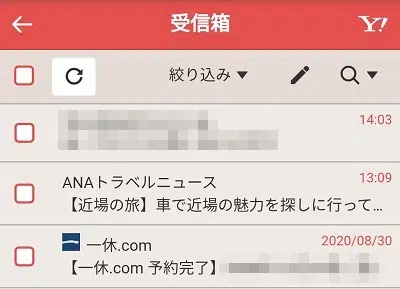 受信箱
Y!
絞り込み
14:03
13:09
ANAトラベルニュース
【近場の旅】車で近場の魅力を探しに行って…
2020/08/30
一休.com
【一休.com 予約完了】